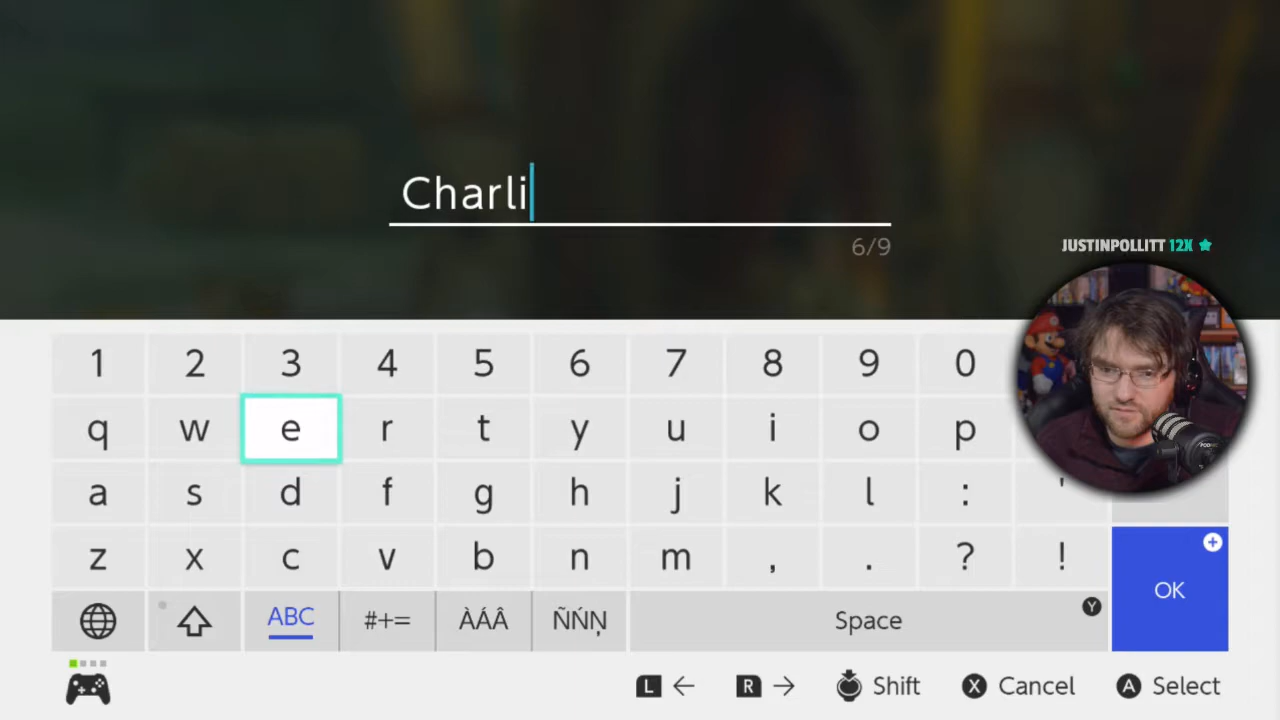 Charli
6/9
JUSTINPOLLITT 12X
1 2 3 4 5 6 7 8 9 0
q w e r t y u i o p
a s d f g h j k l : '
z x c v b n m , . ? !
OK
ABC #+= ÀÁÂ ÑŃŅ Space Y
L ← R → Shift X Cancel A Select